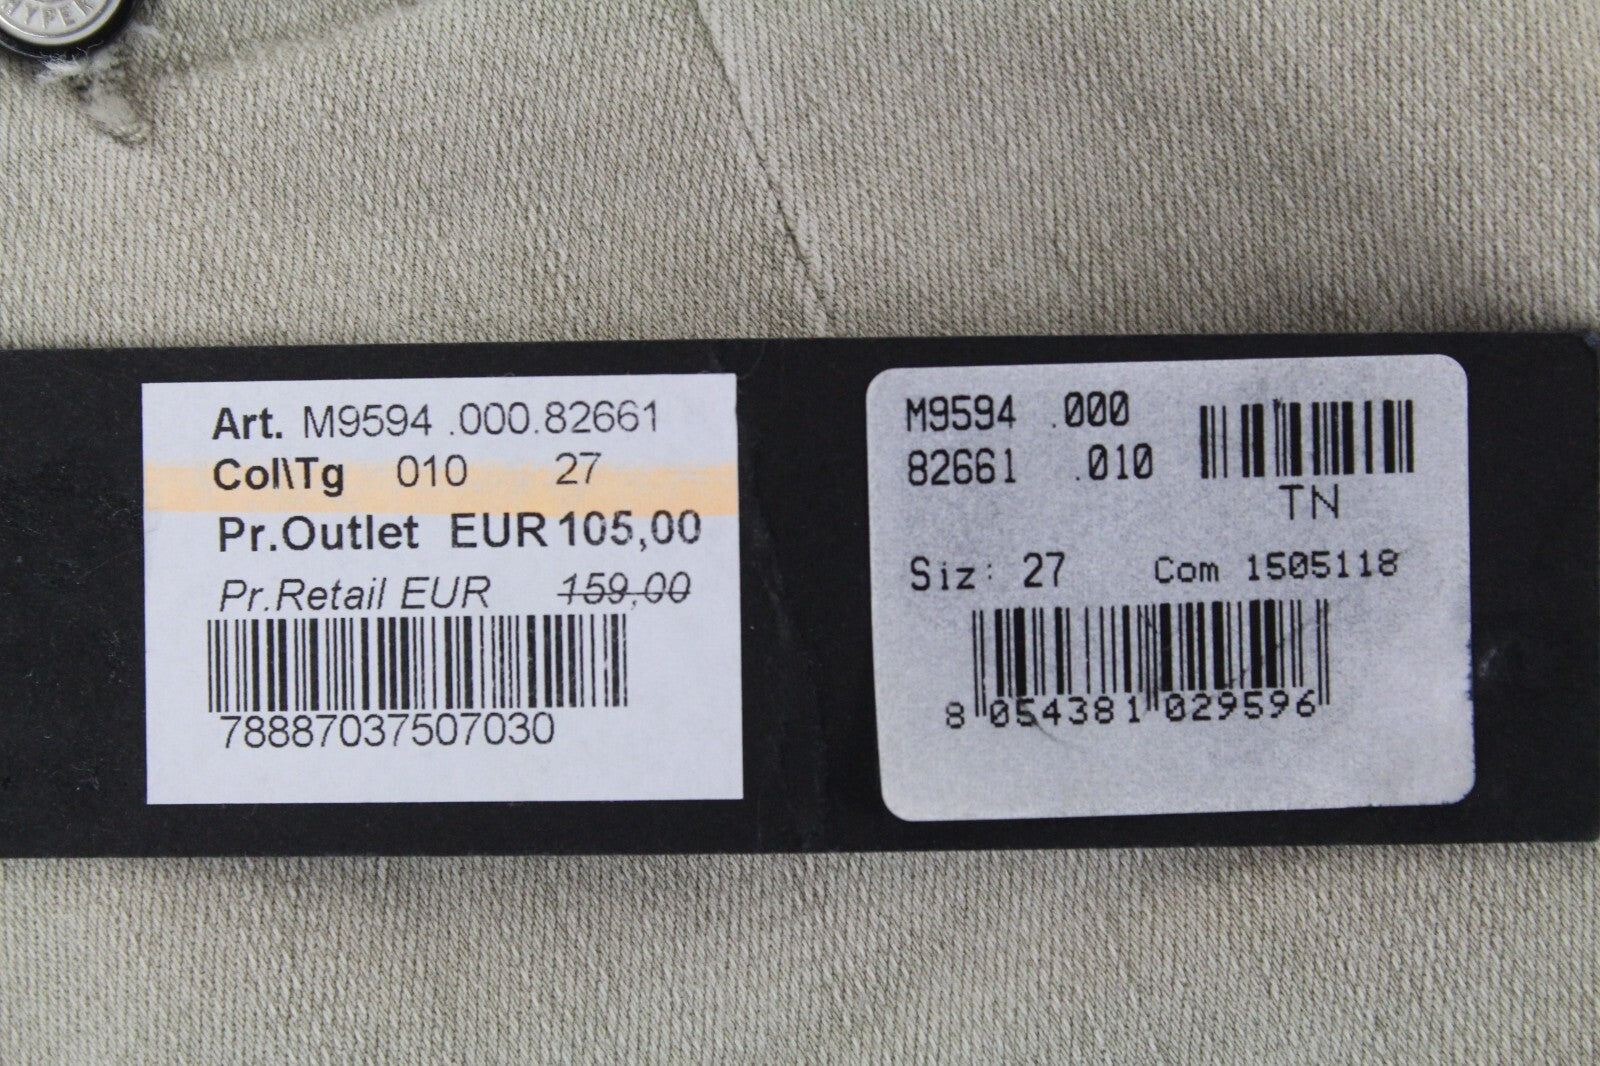 HYPER
Art. M9594 .000.82661
Col\Tg 010 27
Pr.Outlet EUR 105,00
Pr.Retail EUR 159,00
78887037507030
M9594 .000
82661 .010
TN
Siz: 27 Com 1505118
8 054381 029596